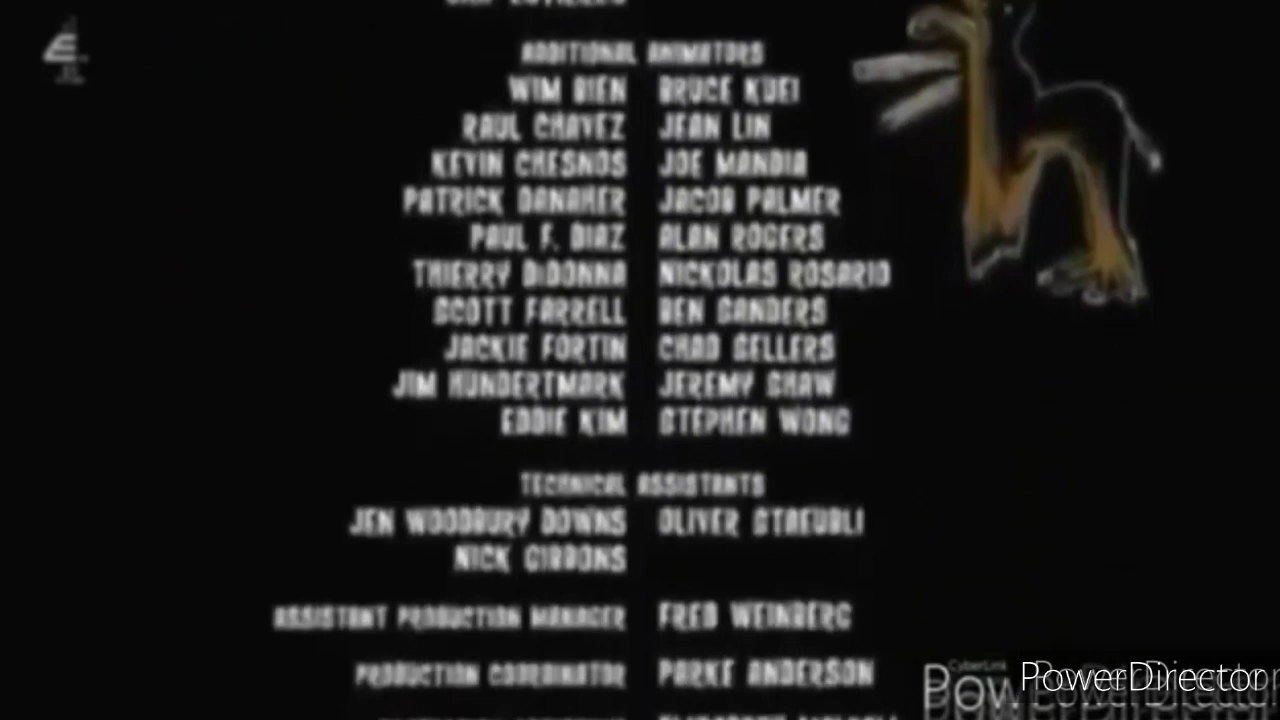 ADDITIONAL ANIMATORS
WIM BIEN BRUCE KUEI
RAUL CHAVEZ JEAN LIN
KEVIN CHESNOS JOE MANDIA
PATRICK DANAHER JACOB PALMER
PAUL F. DIAZ ALAN ROGERS
THIERRY DiDONNA NICKOLAS ROSARIO
SCOTT FARRELL BEN SANDERS
JACKIE FORTIN CHAD SELLERS
JIM HUNDERTMARK JEREMY SHAW
EDDIE KIM STEPHEN WONG
TECHNICAL ASSISTANTS
JEN WOODBURY DOWNS OLIVER STAEUBLI
NICK GIBBONS
ASSISTANT PRODUCTION MANAGER FRED WEINBERG
PRODUCTION COORDINATOR PARKE ANDERSON
CyberLink
PowerDirector